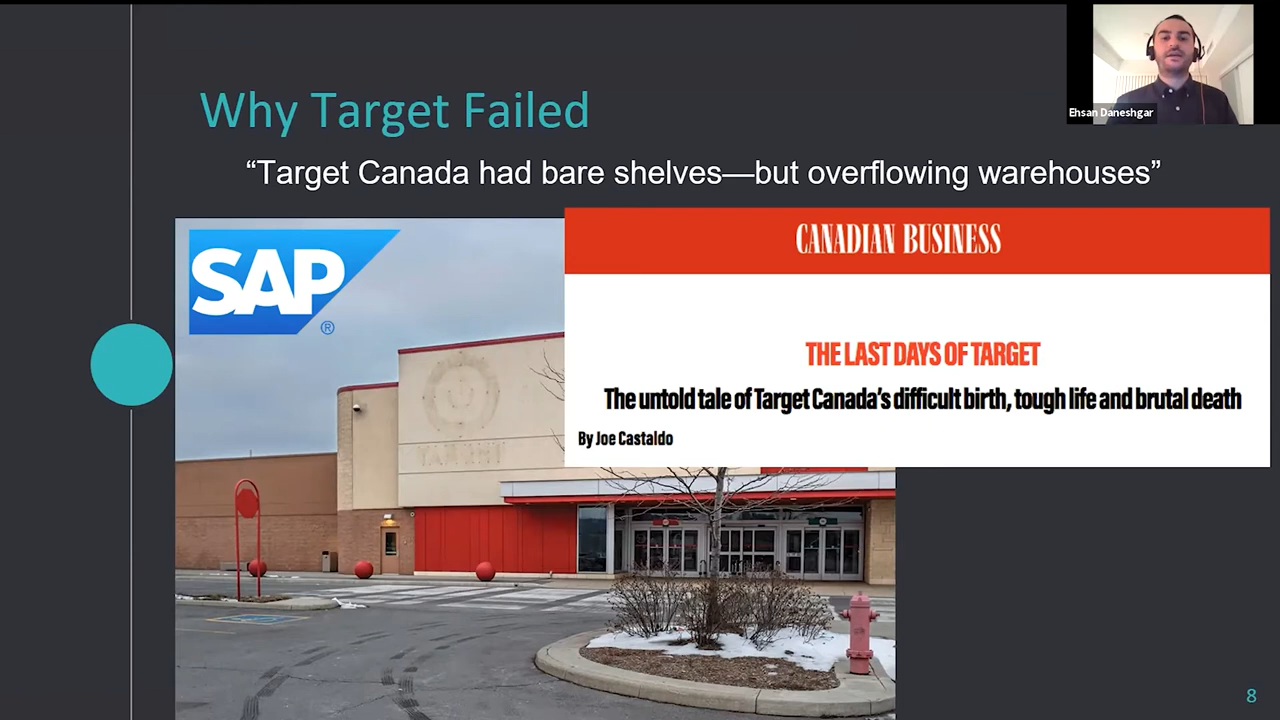 Why Target Failed
“Target Canada had bare shelves—but overflowing warehouses”
Ehsan Daneshgar
SAP
®
CANADIAN BUSINESS
THE LAST DAYS OF TARGET
The untold tale of Target Canada’s difficult birth, tough life and brutal death
By Joe Castaldo
TARGET
8